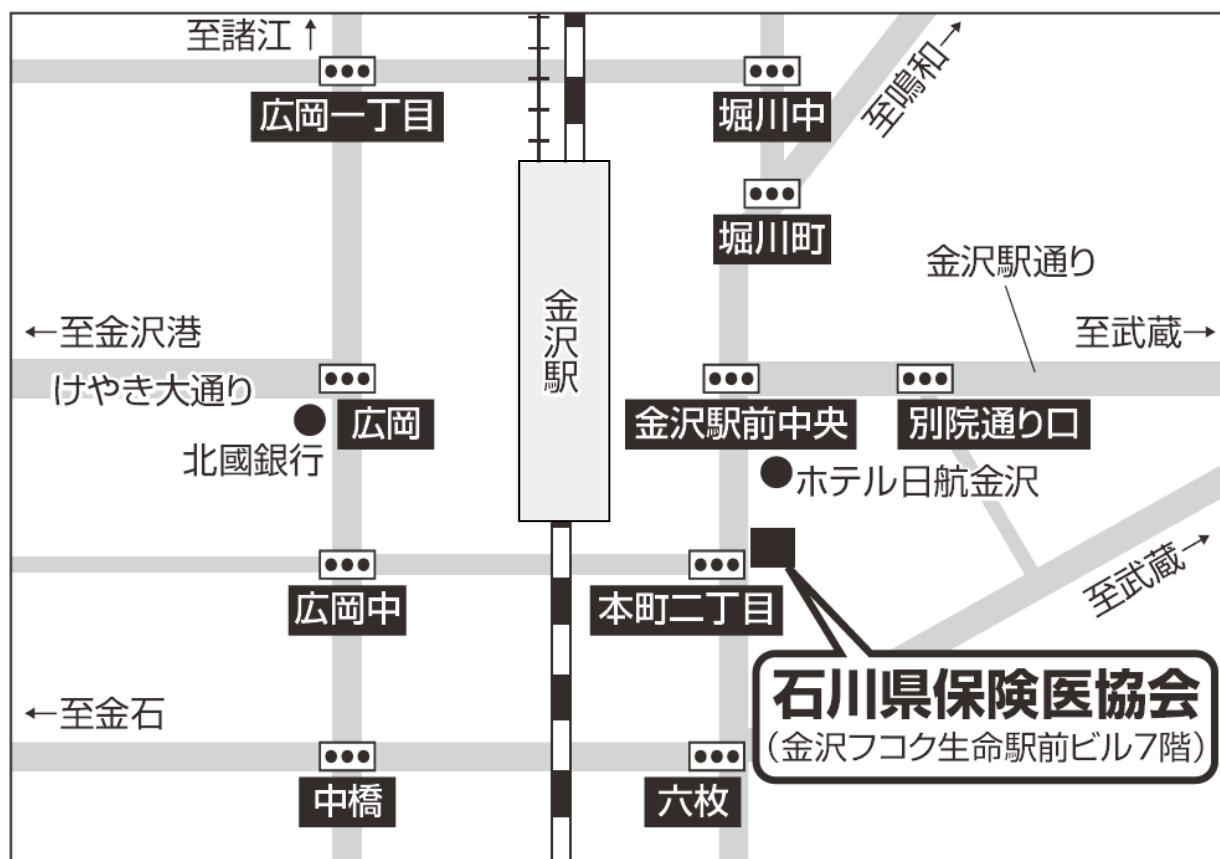 至諸江↑
広岡一丁目
堀川中
至鳴和→
堀川町
金沢駅
金沢駅通り
←至金沢港
至武蔵→
けやき大通り
広岡
金沢駅前中央
別院通り口
北國銀行
ホテル日航金沢
広岡中
本町二丁目
至武蔵→
石川県保険医協会
(金沢フコク生命駅前ビル7階)
←至金石
中橋
六枚